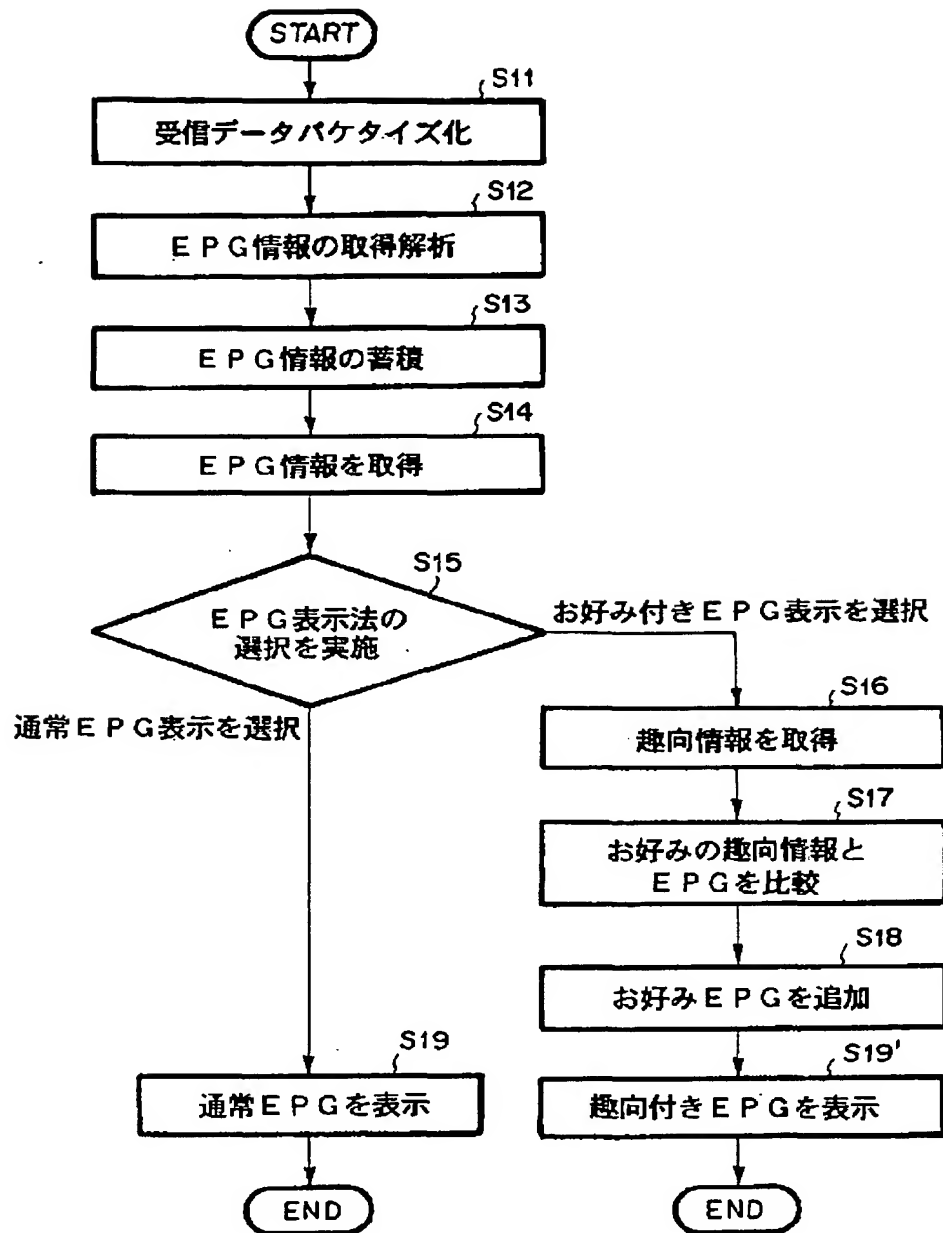 START
S11
受信データパケタイズ化
S12
EPG情報の取得解析
S13
EPG情報の蓄積
S14
EPG情報を取得
S15
EPG表示法の
選択を実施
お好み付きEPG表示を選択
通常EPG表示を選択
S16
趣向情報を取得
S17
お好みの趣向情報と
EPGを比較
S18
お好みEPGを追加
S19
通常EPGを表示
S19'
趣向付きEPGを表示
END
END